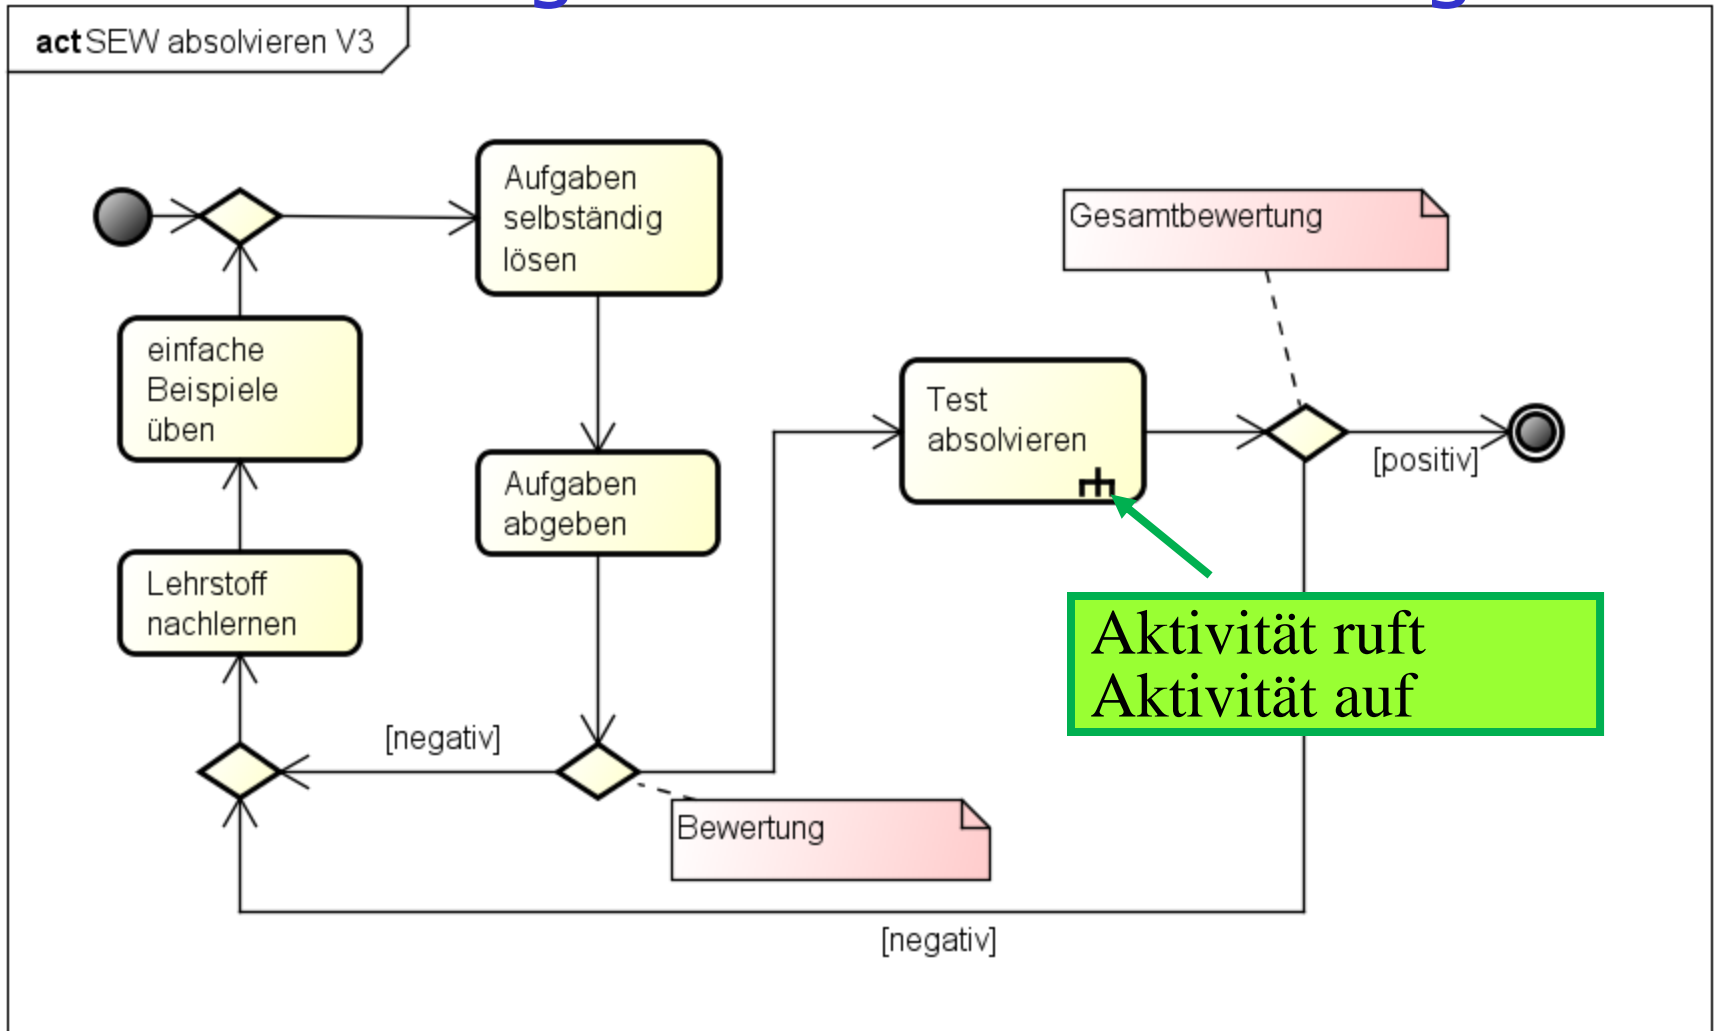 act SEW absolvieren V3
Aufgaben
selbständig
lösen
Gesamtbewertung
einfache
Beispiele
üben
Test
absolvieren
[positiv]
Aufgaben
abgeben
Lehrstoff
nachlernen
Aktivität ruft
Aktivität auf
[negativ]
Bewertung
[negativ]